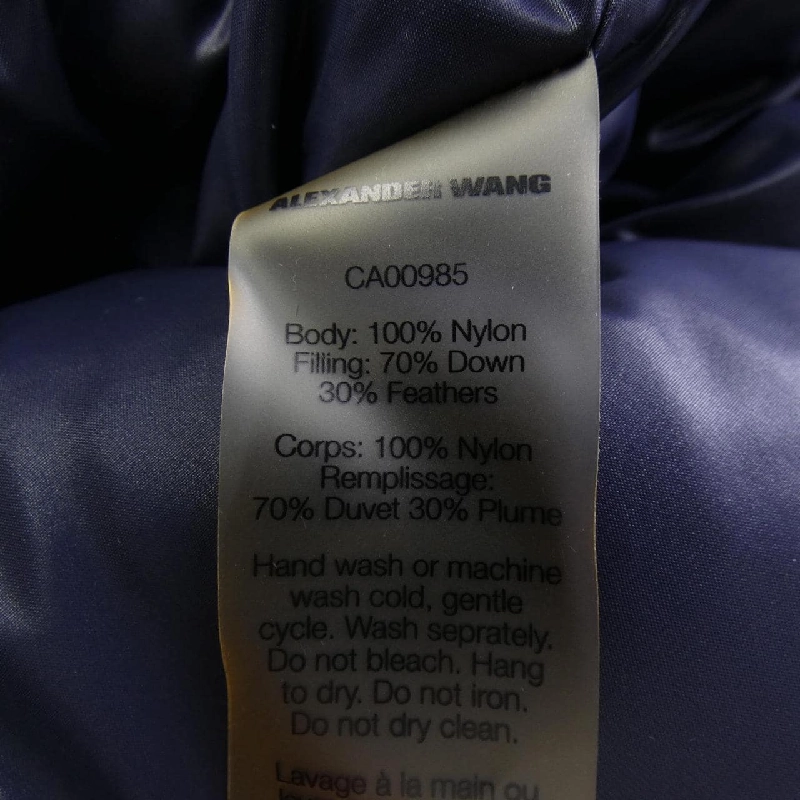 ALEXANDER WANG
CA00985
Body: 100% Nylon
Filling: 70% Down
30% Feathers
Corps: 100% Nylon
Remplissage:
70% Duvet 30% Plume
Hand wash or machine
wash cold, gentle
cycle. Wash seprately.
Do not bleach. Hang
to dry. Do not iron.
Do not dry clean.
Lavage à la main ou